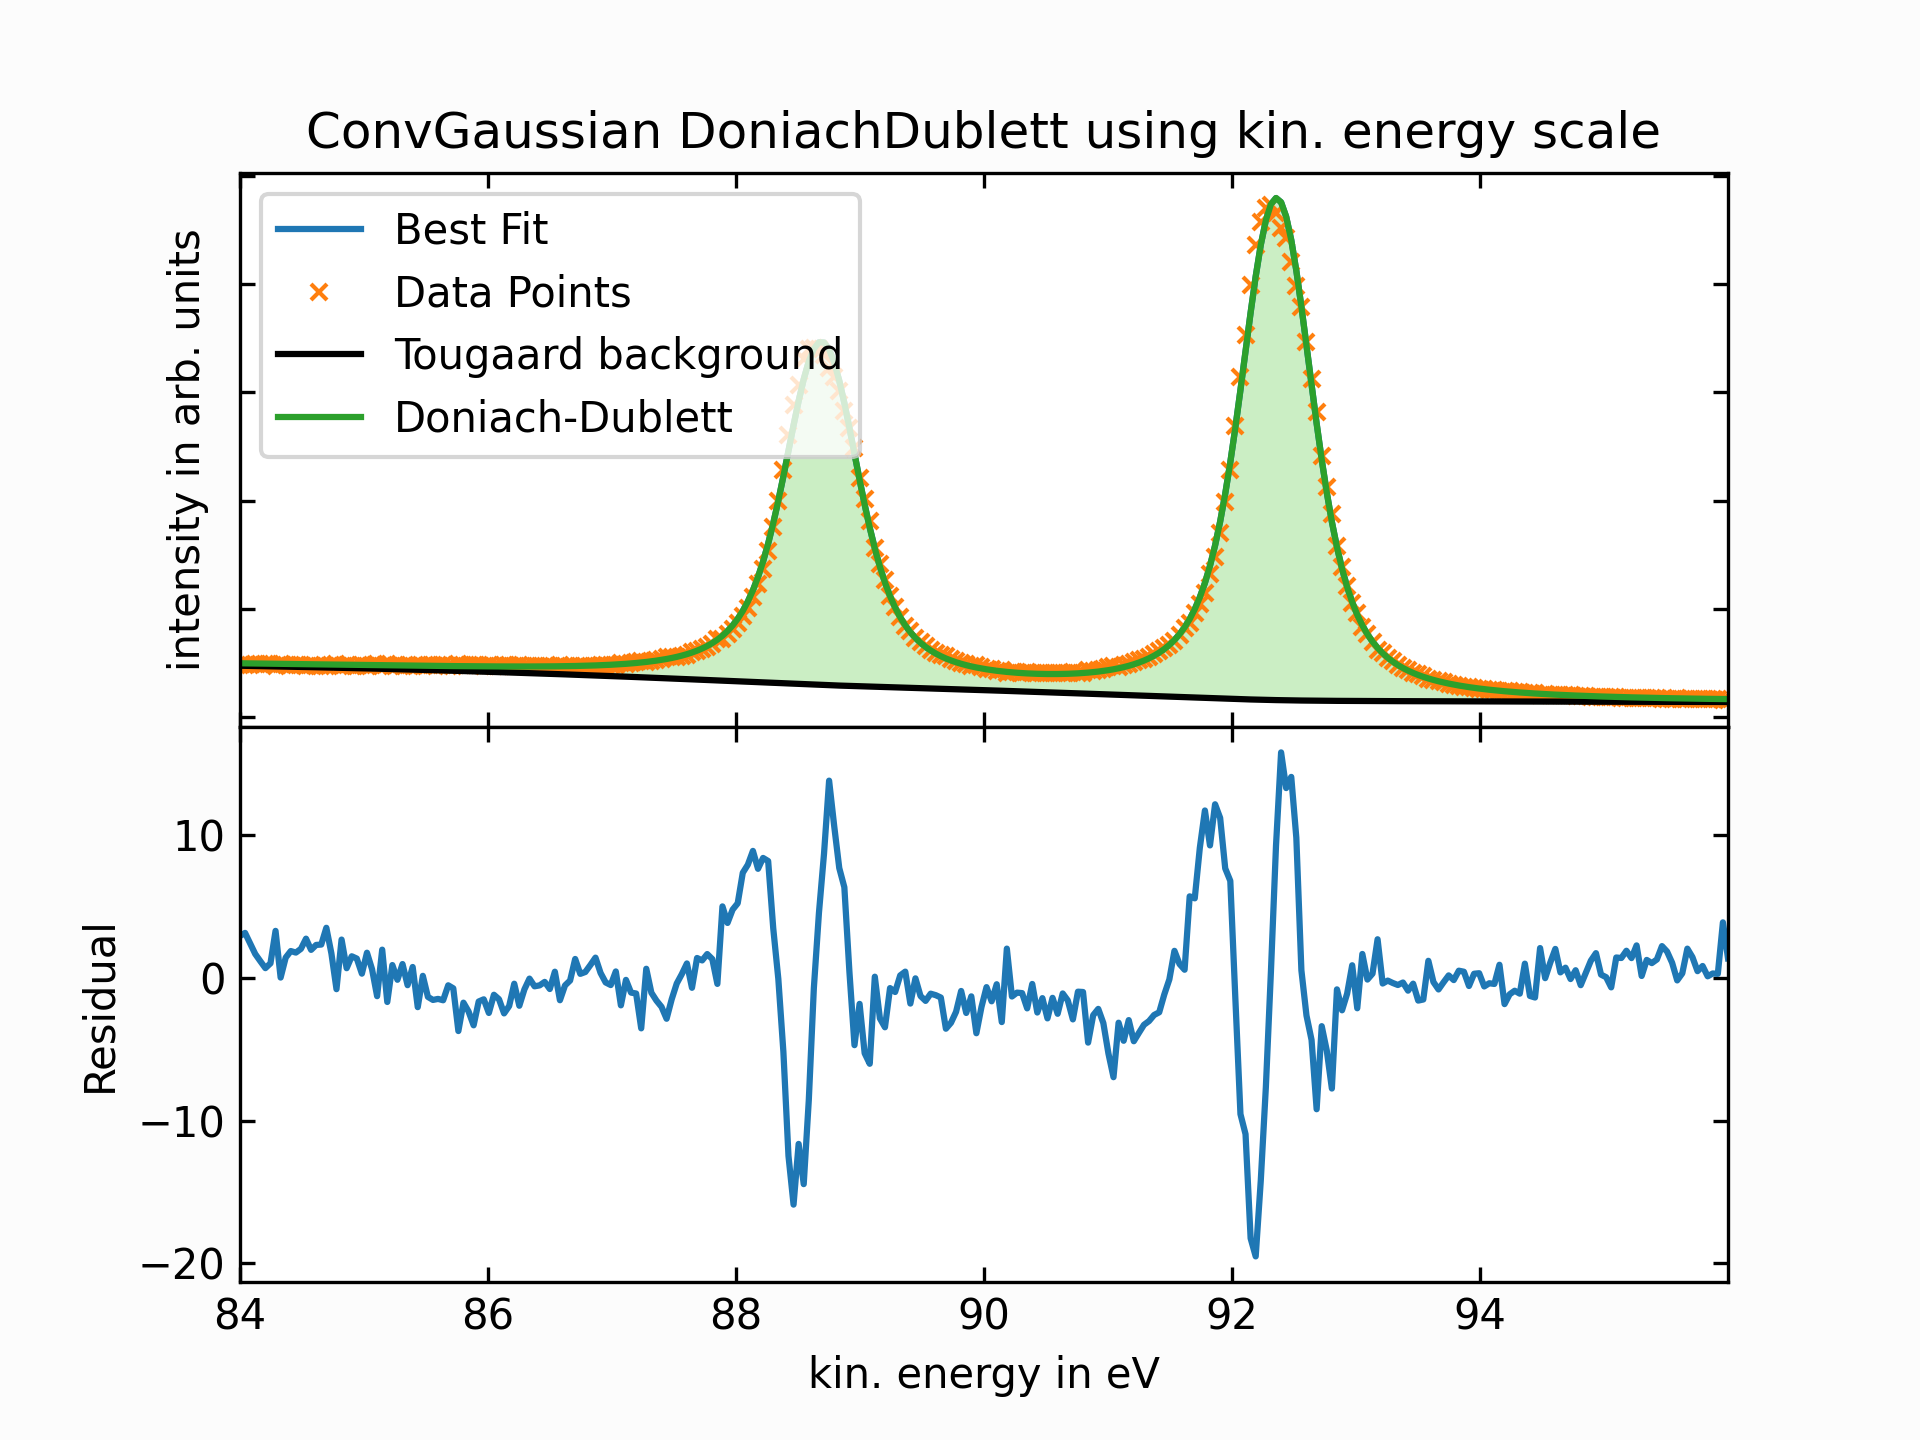 ConvGaussian DoniachDublett using kin. energy scale
intensity in arb. units
Best Fit
Data Points
Tougaard background
Doniach-Dublett
Residual
10
0
−10
−20
84 86 88 90 92 94
kin. energy in eV